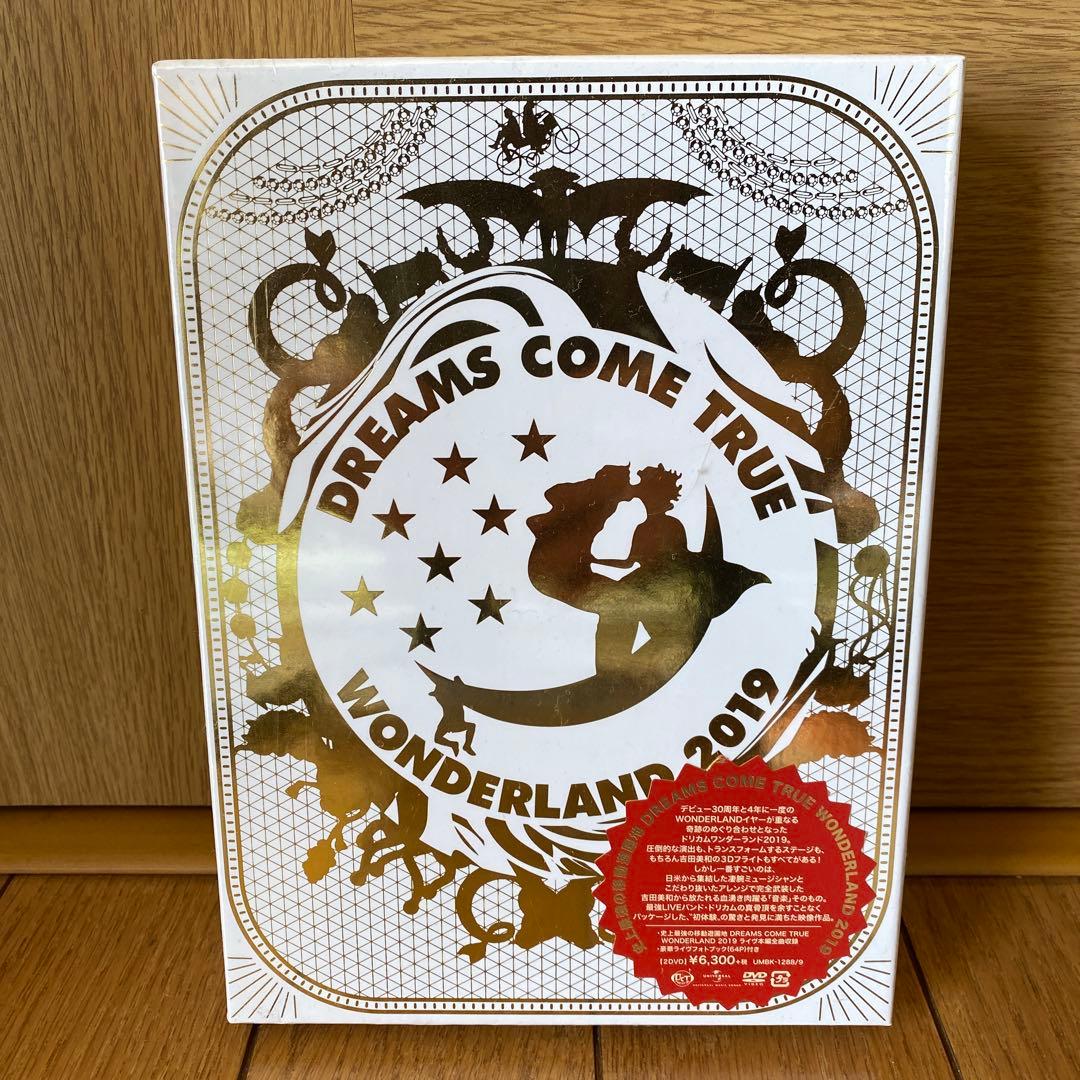 DREAMS COME TRUE
WONDERLAND 2019
史上最強の移動遊園地 DREAMS COME TRUE WONDERLAND 2019
デビュー30周年と4年に一度の
WONDERLANDイヤーが重なる
奇跡のめぐり合わせとなった
ドリカムワンダーランド2019。
圧倒的な演出も、トランスフォームするステージも、
もちろん吉田美和の3Dフライトもすべてがある!
しかし一番すごいのは、
日米から集結した凄腕ミュージシャンと
こだわり抜いたアレンジで完全武装した
吉田美和から放たれる血湧き肉躍る「音楽」そのもの。
最強LIVEバンド・ドリカムの真骨頂を余すことなく
パッケージした、“初体験„の驚きと発見に満ちた映像作品。
・史上最強の移動遊園地 DREAMS COME TRUE
WONDERLAND 2019 ライヴ本編全曲収録
・豪華ライヴフォトブック(64P)付き
[2DVD] ¥6,300+税 UMBK-1288/9
DCT UNIVERSAL UNIVERSAL MUSIC JAPAN DVD VIDEO